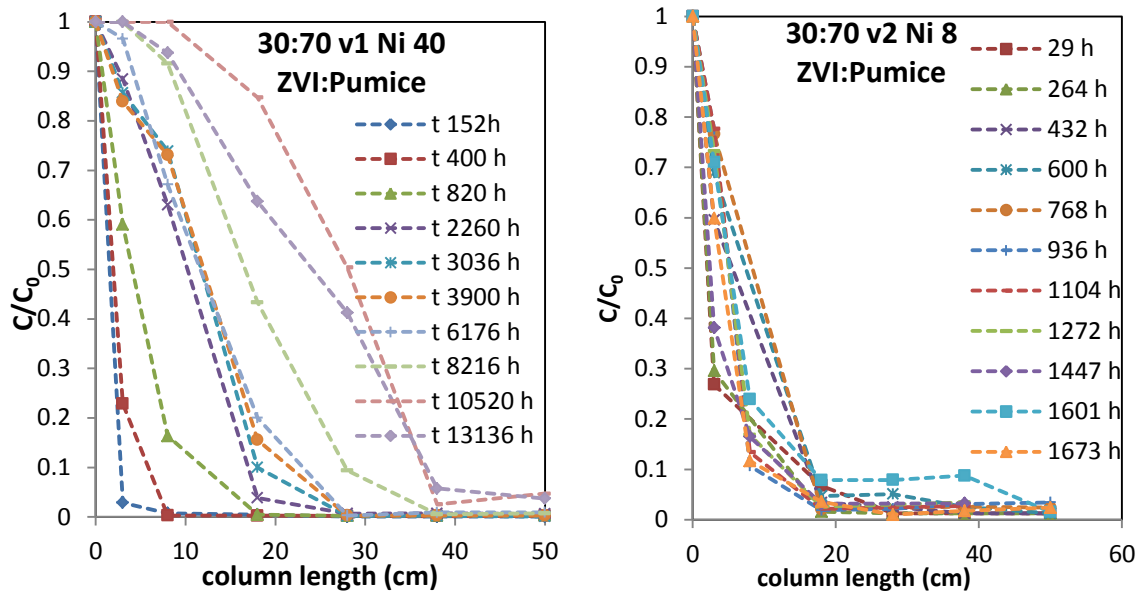 30:70 v1 Ni 40
ZVI:Pumice
C/C0
1
0.9
0.8
0.7
0.6
0.5
0.4
0.3
0.2
0.1
0
t 152h
t 400 h
t 820 h
t 2260 h
t 3036 h
t 3900 h
t 6176 h
t 8216 h
t 10520 h
t 13136 h
0 10 20 30 40 50
column length (cm)
30:70 v2 Ni 8
ZVI:Pumice
C/C0
1
0.9
0.8
0.7
0.6
0.5
0.4
0.3
0.2
0.1
0
29 h
264 h
432 h
600 h
768 h
936 h
1104 h
1272 h
1447 h
1601 h
1673 h
0 20 40 60
column length (cm)